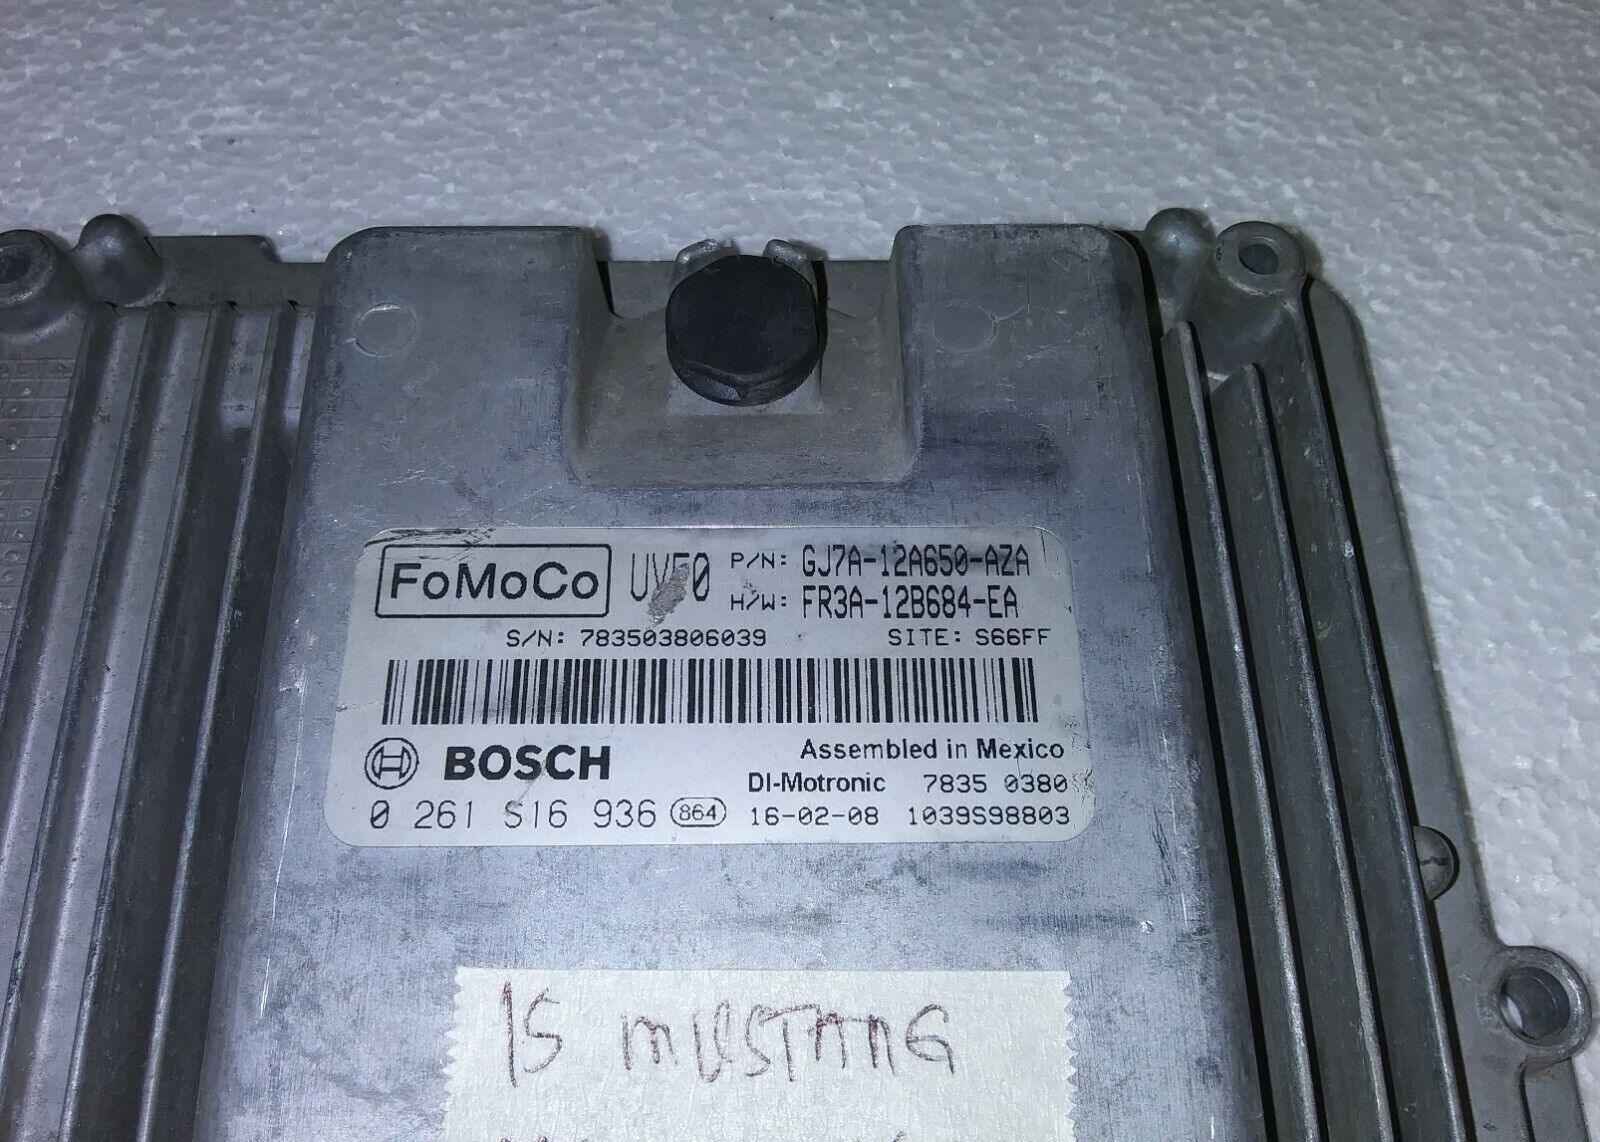 FoMoCo UVF0 P/N: GJ7A-12A650-AZA
H/W: FR3A-12B684-EA
S/N: 783503806039 SITE: S66FF
BOSCH Assembled in Mexico
DI-Motronic 7835 0380
0 261 S16 936 864 16-02-08 1039S98803
15 MUSTANG